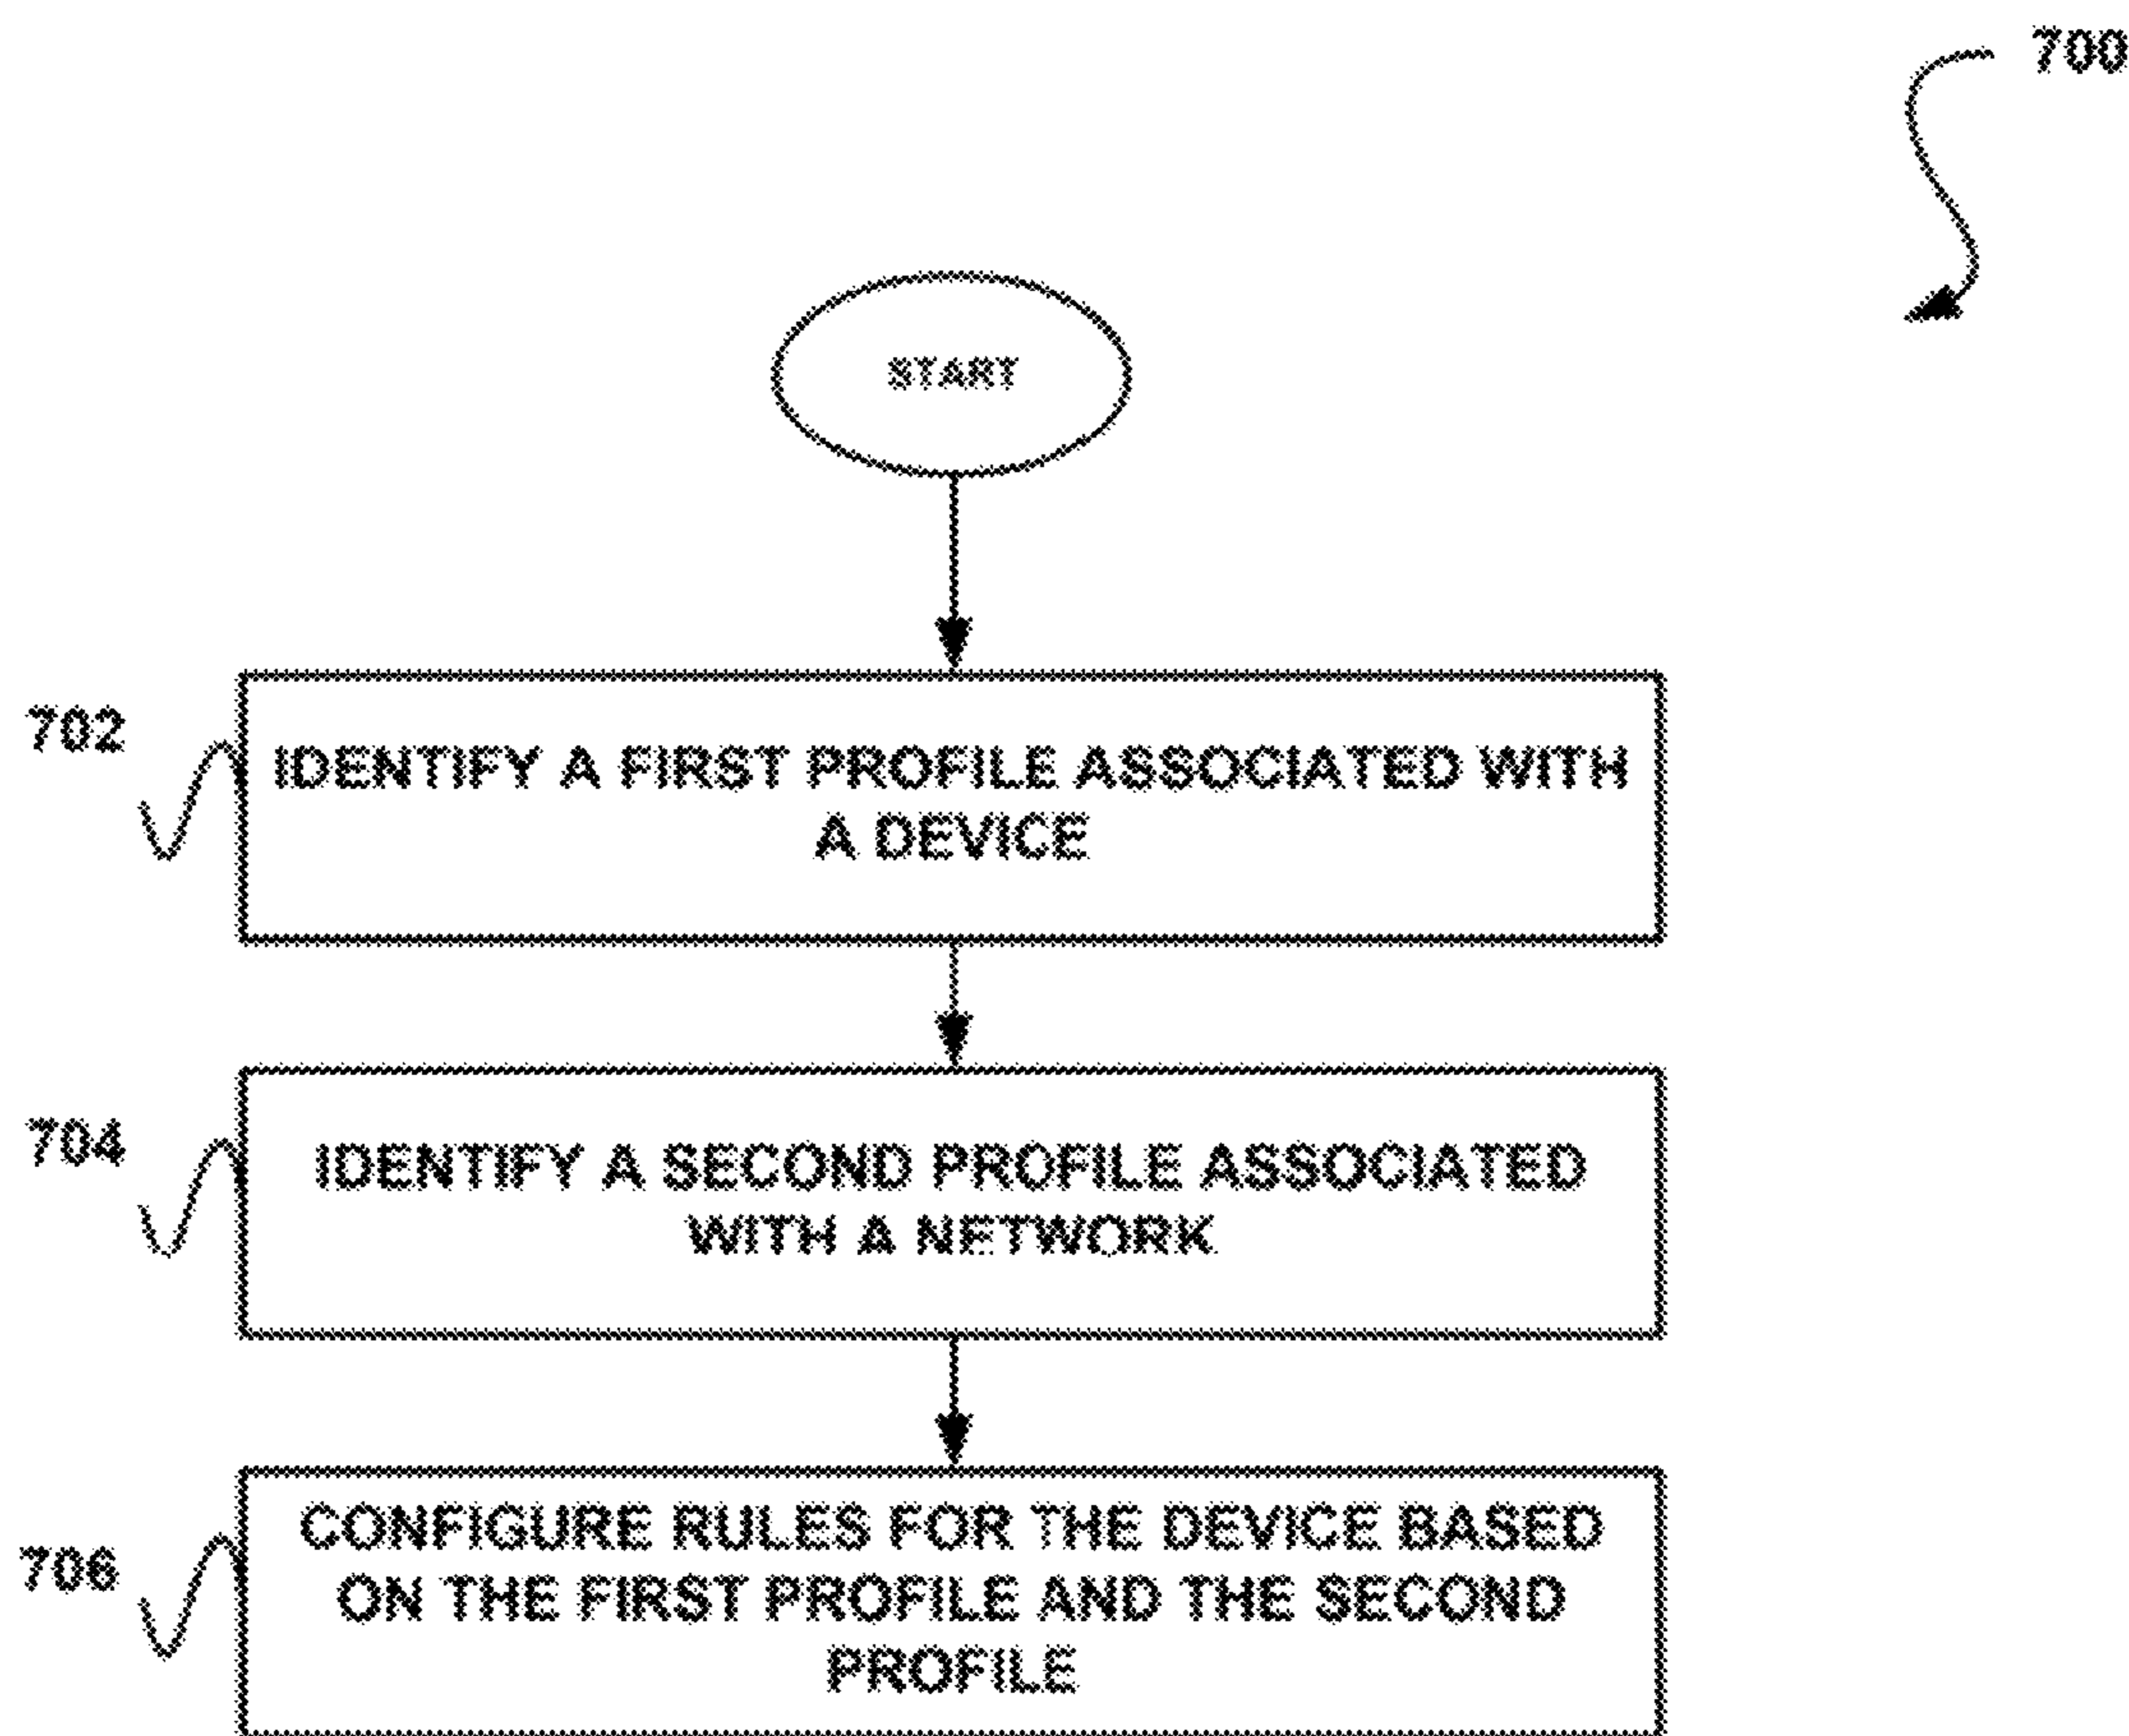 700
START
702
IDENTIFY A FIRST PROFILE ASSOCIATED WITH
A DEVICE
704
IDENTIFY A SECOND PROFILE ASSOCIATED
WITH A NETWORK
706
CONFIGURE RULES FOR THE DEVICE BASED
ON THE FIRST PROFILE AND THE SECOND
PROFILE